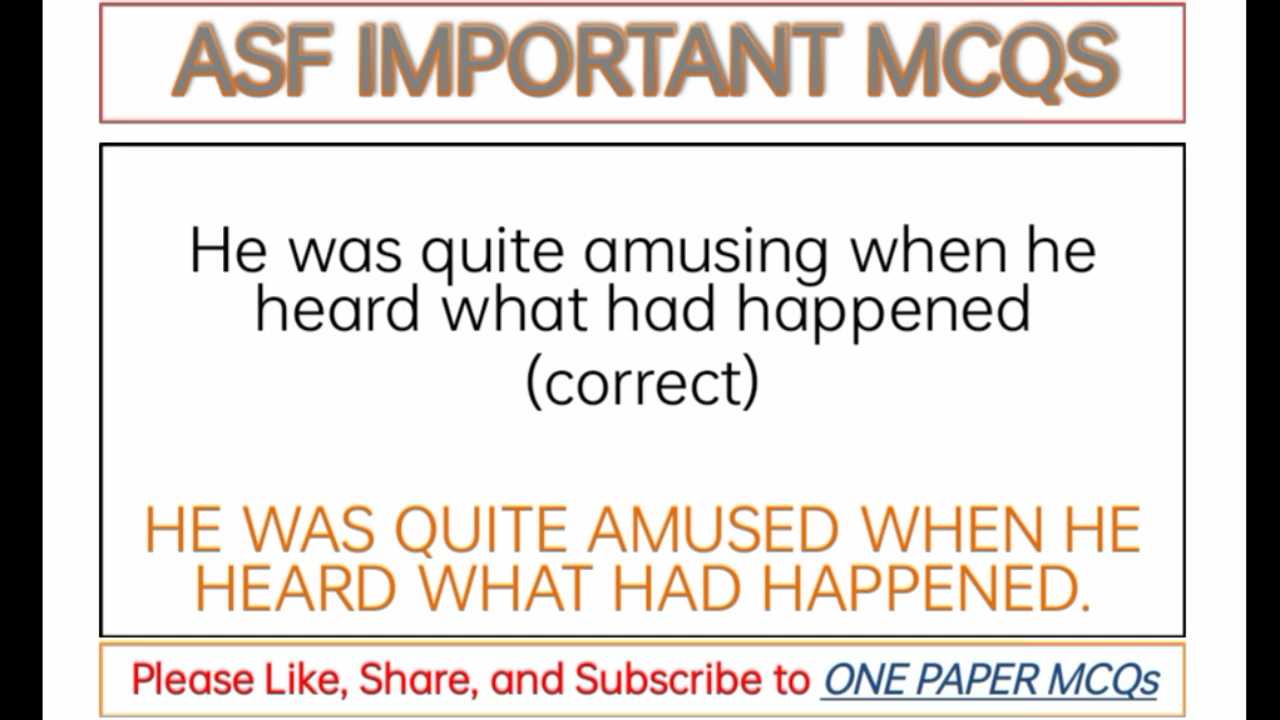 ASF IMPORTANT MCQS
He was quite amusing when he
heard what had happened
(correct)
HE WAS QUITE AMUSED WHEN HE
HEARD WHAT HAD HAPPENED.
Please Like, Share, and Subscribe to ONE PAPER MCQs